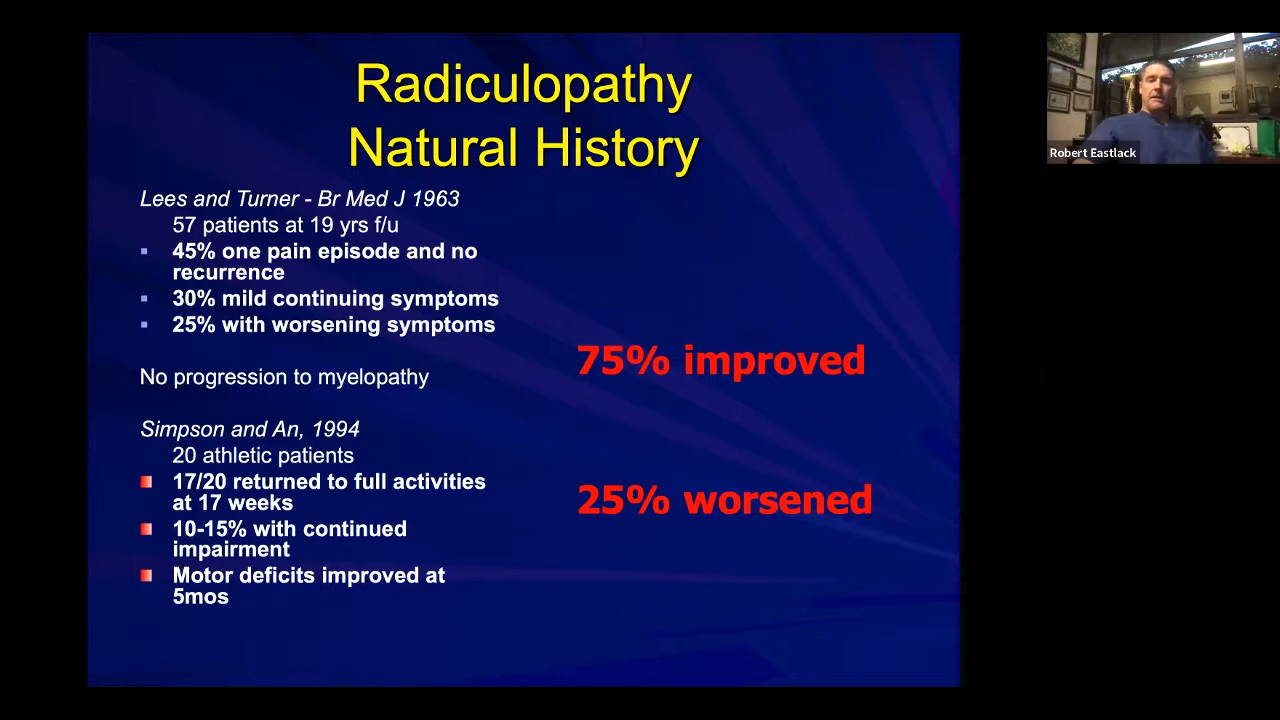 Radiculopathy
Natural History
Lees and Turner - Br Med J 1963
57 patients at 19 yrs f/u
45% one pain episode and no
recurrence
30% mild continuing symptoms
25% with worsening symptoms
No progression to myelopathy
Simpson and An, 1994
20 athletic patients
17/20 returned to full activities
at 17 weeks
10-15% with continued
impairment
Motor deficits improved at
5mos
75% improved
25% worsened
Robert Eastlack